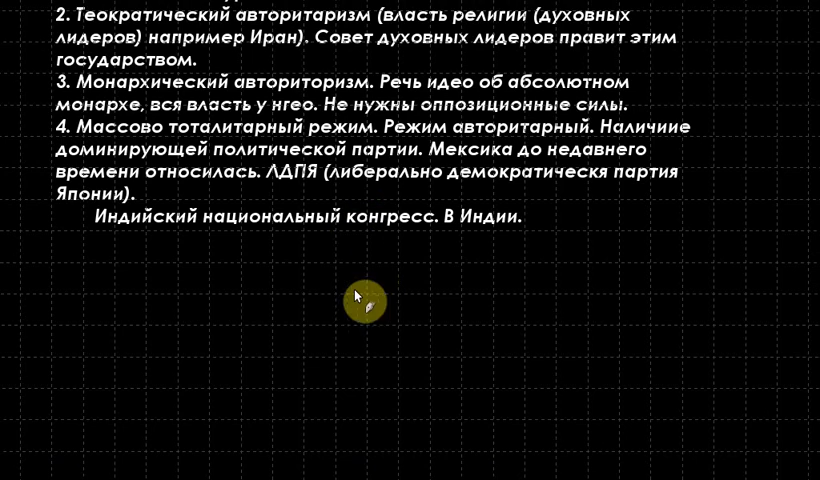 2. Теократический авторитаризм (власть религии (духовных
лидеров) например Иран). Совет духовных лидеров правит этим
государством.
3. Монархический авториторизм. Речь идео об абсолютном
монархе, вся власть у нгео. Не нужны оппозиционные силы.
4. Массово тоталитарный режим. Режим авторитарный. Наличиие
доминирующей политической партии. Мексика до недавнего
времени относилась. ЛДПЯ (либерально демократическя партия
Японии).
Индийский национальный конгресс. В Индии.